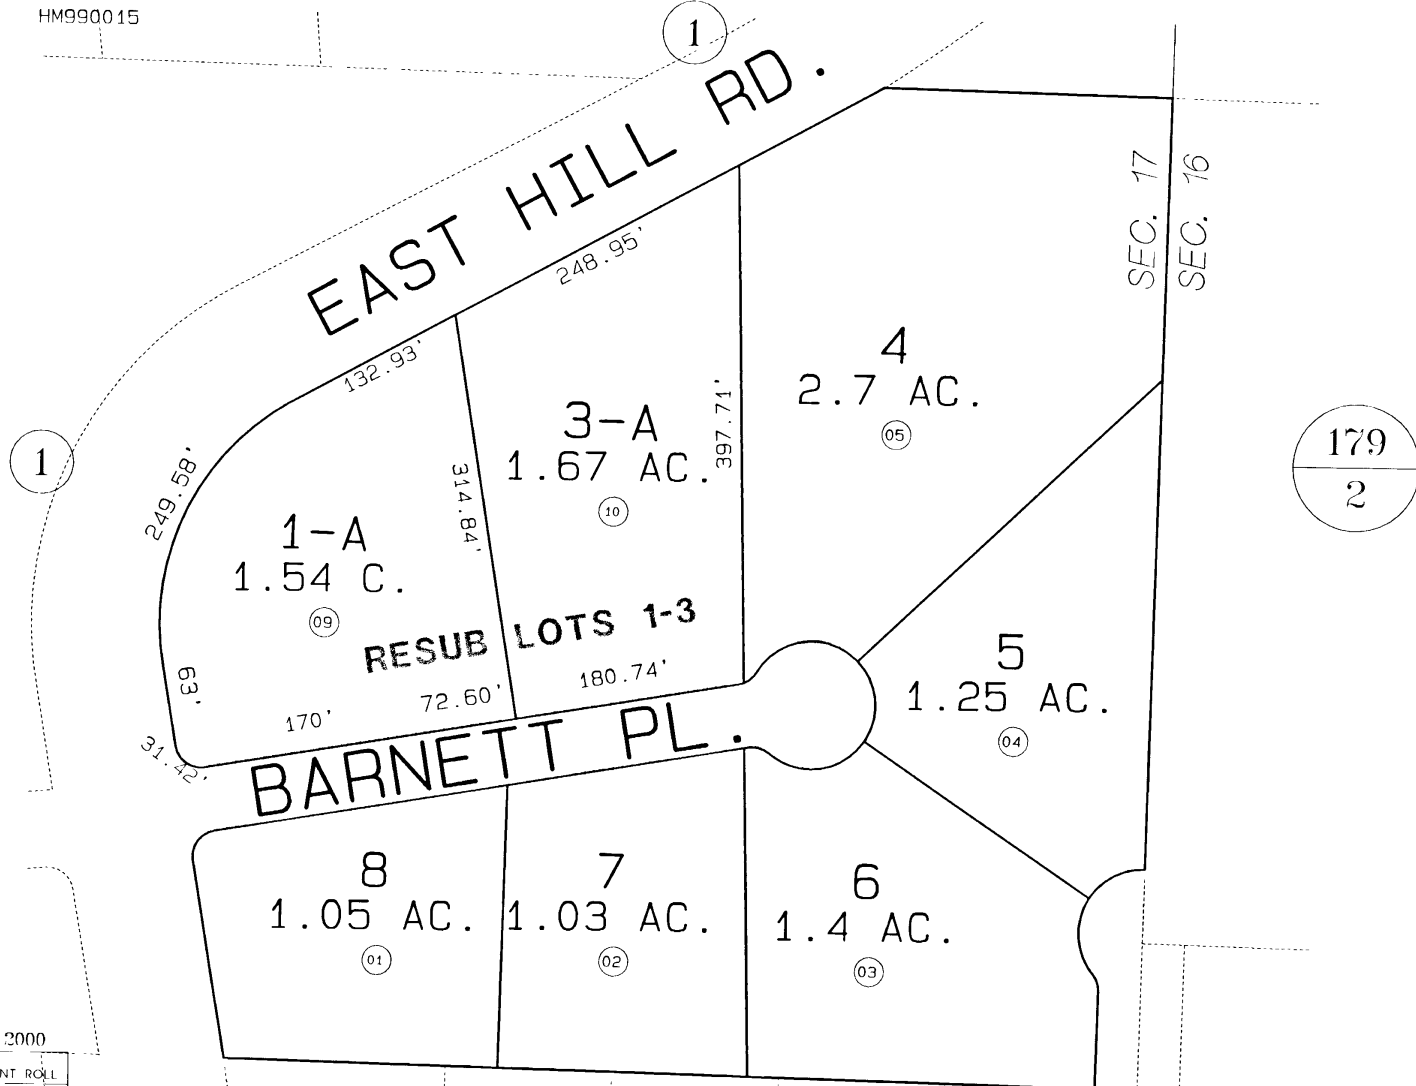 HM990015
1
EAST HILL RD.
SEC. 17
SEC. 16
248.95'
132.93'
4
2.7 AC.
05
397.71'
3-A
1.67 AC.
10
314.84'
1
249.58'
1-A
1.54 C.
09
179
2
RESUB LOTS 1-3
63'
170'
72.60'
180.74'
31.42'
BARNETT PL.
5
1.25 AC.
04
8
1.05 AC.
01
7
1.03 AC.
02
6
1.4 AC.
03
2000
NT ROLL